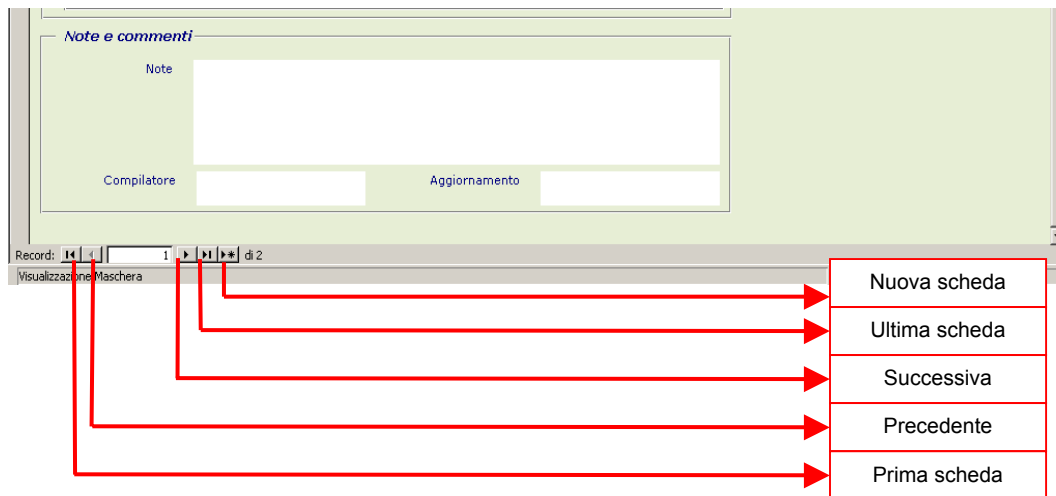 Note e commenti
Note
Compilatore Aggiornamento
Record: 1 di 2
Visualizzazione Maschera
Nuova scheda
Ultima scheda
Successiva
Precedente
Prima scheda